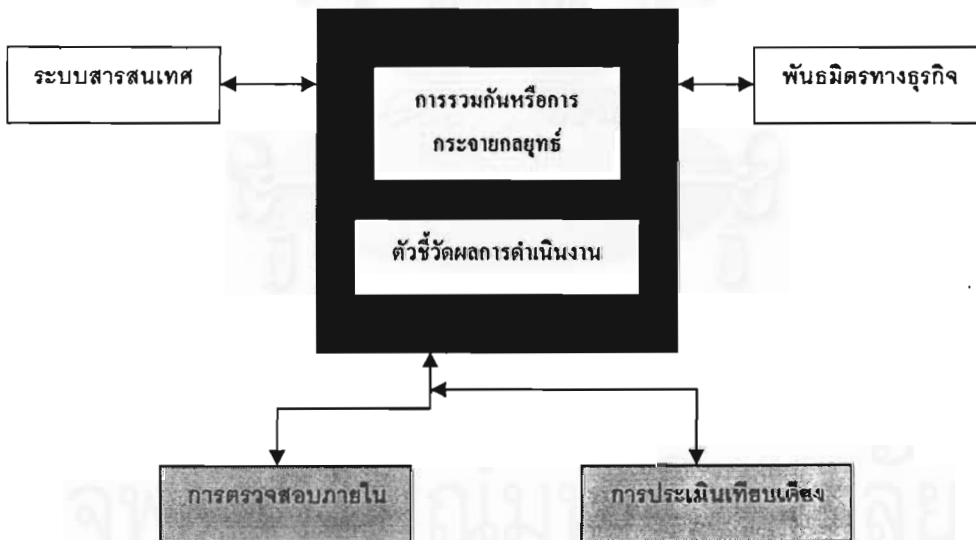 ระบบสารสนเทศ
พันธมิตรทางธุรกิจ
การรวมกันหรือการ
กระจายกลยุทธ์
ตัวชี้วัดผลการดำเนินงาน
การตรวจสอบภายใน
การประเมินเทียบเคียง